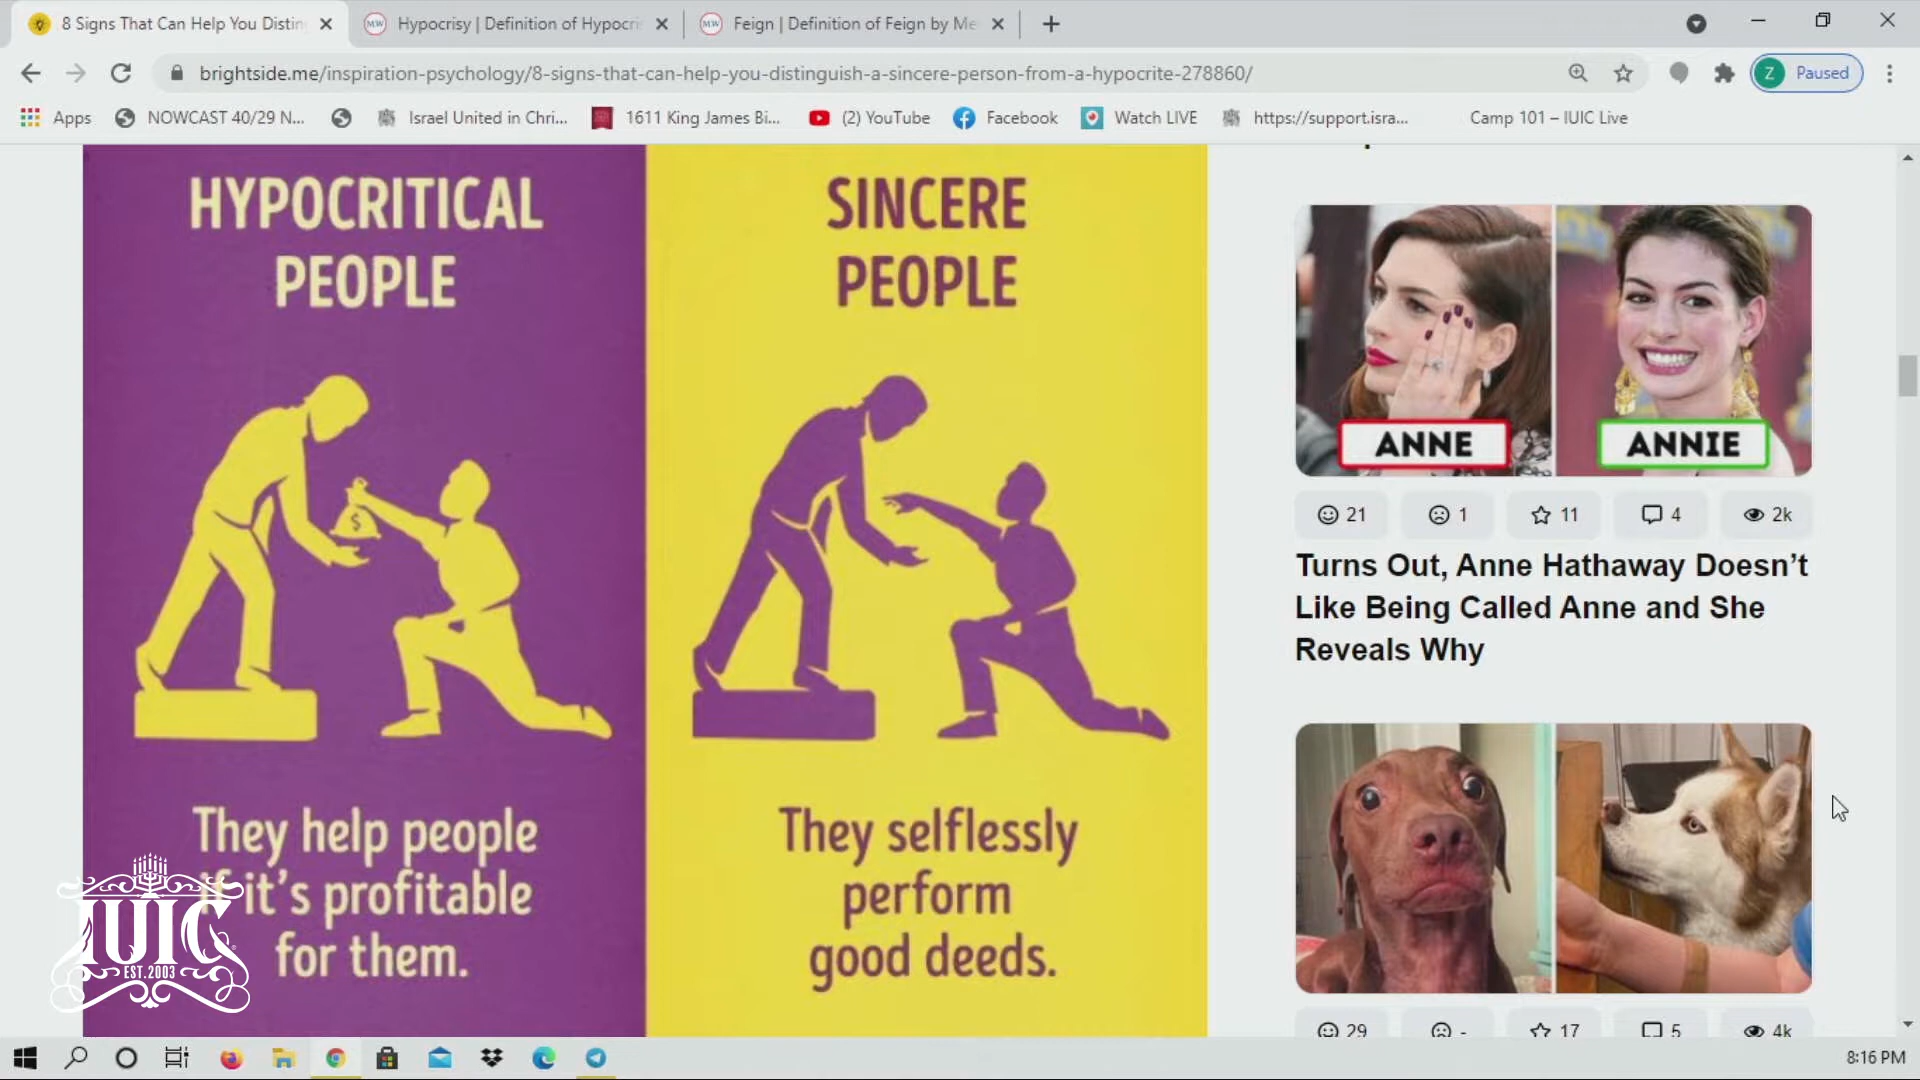 8 Signs That Can Help You Distin
Hypocrisy | Definition of Hypocri
Feign | Definition of Feign by Me
brightside.me/inspiration-psychology/8-signs-that-can-help-you-distinguish-a-sincere-person-from-a-hypocrite-278860/
Z Paused
Apps
NOWCAST 40/29 N...
Israel United in Chri...
1611 King James Bi...
(2) YouTube
Facebook
Watch LIVE
https://support.isra...
Camp 101 – IUIC Live
HYPOCRITICAL
PEOPLE
$
They help people
if it's profitable
for them.
SINCERE
PEOPLE
They selflessly
perform
good deeds.
ANNE
ANNIE
21
1
11
4
2k
Turns Out, Anne Hathaway Doesn't
Like Being Called Anne and She
Reveals Why
29
-
17
5
4k
IUIC
EST. 2003
8:16 PM